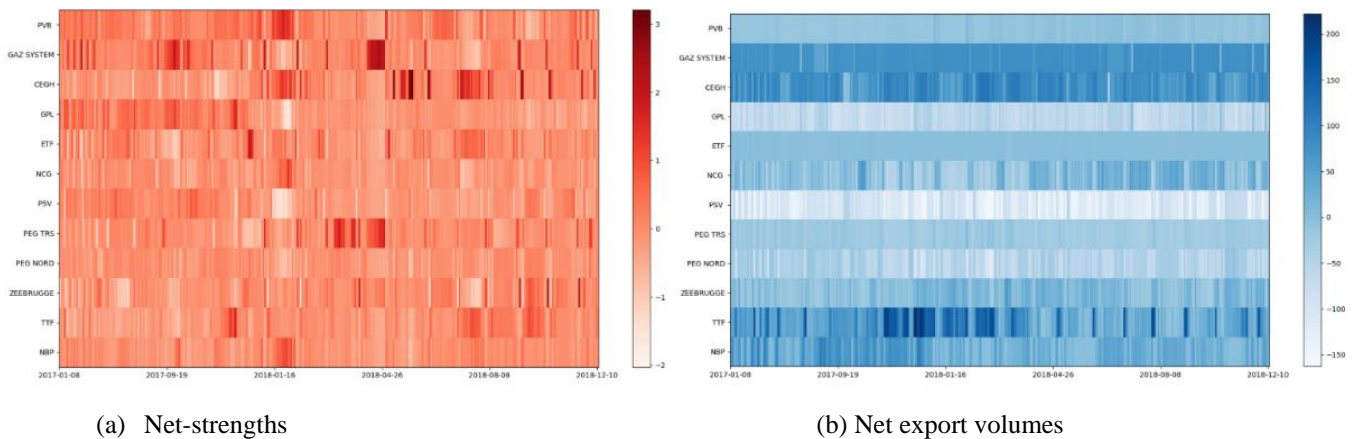 PVB
GAZ SYSTEM
CEGH
GPL
ETF
NCG
PSV
PEG TRS
PEG NORD
ZEEBRUGGE
TTF
NBP
2017-01-08 2017-09-19 2018-01-16 2018-04-26 2018-08-08 2018-12-10
3
2
1
0
−1
−2
PVB
GAZ SYSTEM
CEGH
GPL
ETF
NCG
PSV
PEG TRS
PEG NORD
ZEEBRUGGE
TTF
NBP
2017-01-08 2017-09-19 2018-01-16 2018-04-26 2018-08-08 2018-12-10
200
150
100
50
0
−50
−100
−150
(a) Net-strengths
(b) Net export volumes